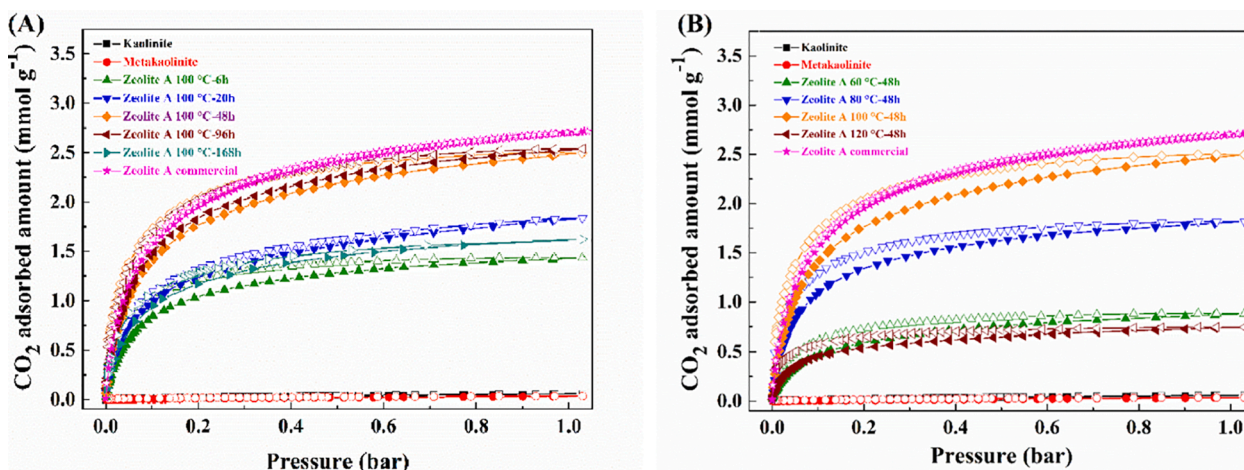 (A)
CO2 adsorbed amount (mmol g-1)
3.5
3.0
2.5
2.0
1.5
1.0
0.5
0.0
Kaulinite
Metakaolinite
Zeolite A 100 °C-6h
Zeolite A 100 °C-20h
Zeolite A 100 °C-48h
Zeolite A 100 °C-96h
Zeolite A 100 °C-168h
Zeolite A commercial
0.0 0.2 0.4 0.6 0.8 1.0
Pressure (bar)
(B)
CO2 adsorbed amount (mmol g-1)
3.5
3.0
2.5
2.0
1.5
1.0
0.5
0.0
Kaolinite
Metakaolinite
Zeolite A 60 °C-48h
Zeolite A 80 °C-48h
Zeolite A 100 °C-48h
Zeolite A 120 °C-48h
Zeolite A commercial
0.0 0.2 0.4 0.6 0.8 1.0
Pressure (bar)